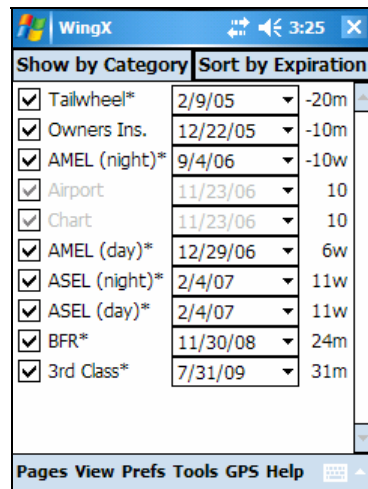 WingX 3:25
Show by Categor y Sort by Expiration
Tailwheel* 2/9/05 -20m
Owners Ins. 12/22/05 -10m
AMEL (night)* 9/4/06 -10w
Airport 11/23/06 10
Chart 11/23/06 10
AMEL (day)* 12/29/06 6w
ASEL (night)* 2/4/07 11w
ASEL (day)* 2/4/07 11w
BFR* 11/30/08 24m
3rd Class* 7/31/09 31m
Pages View Prefs Tools GPS Help